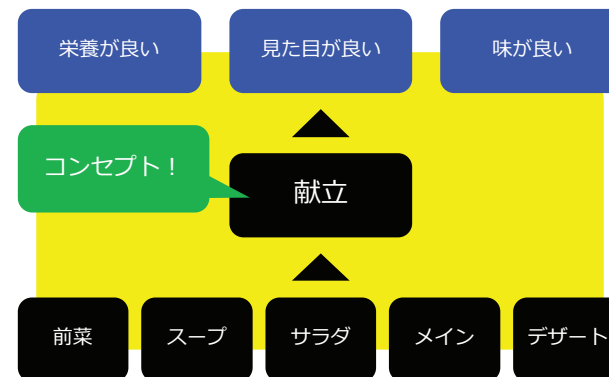 栄養が良い
見た目が良い
味が良い
コンセプト！
献立
前菜
スープ
サラダ
メイン
デザート